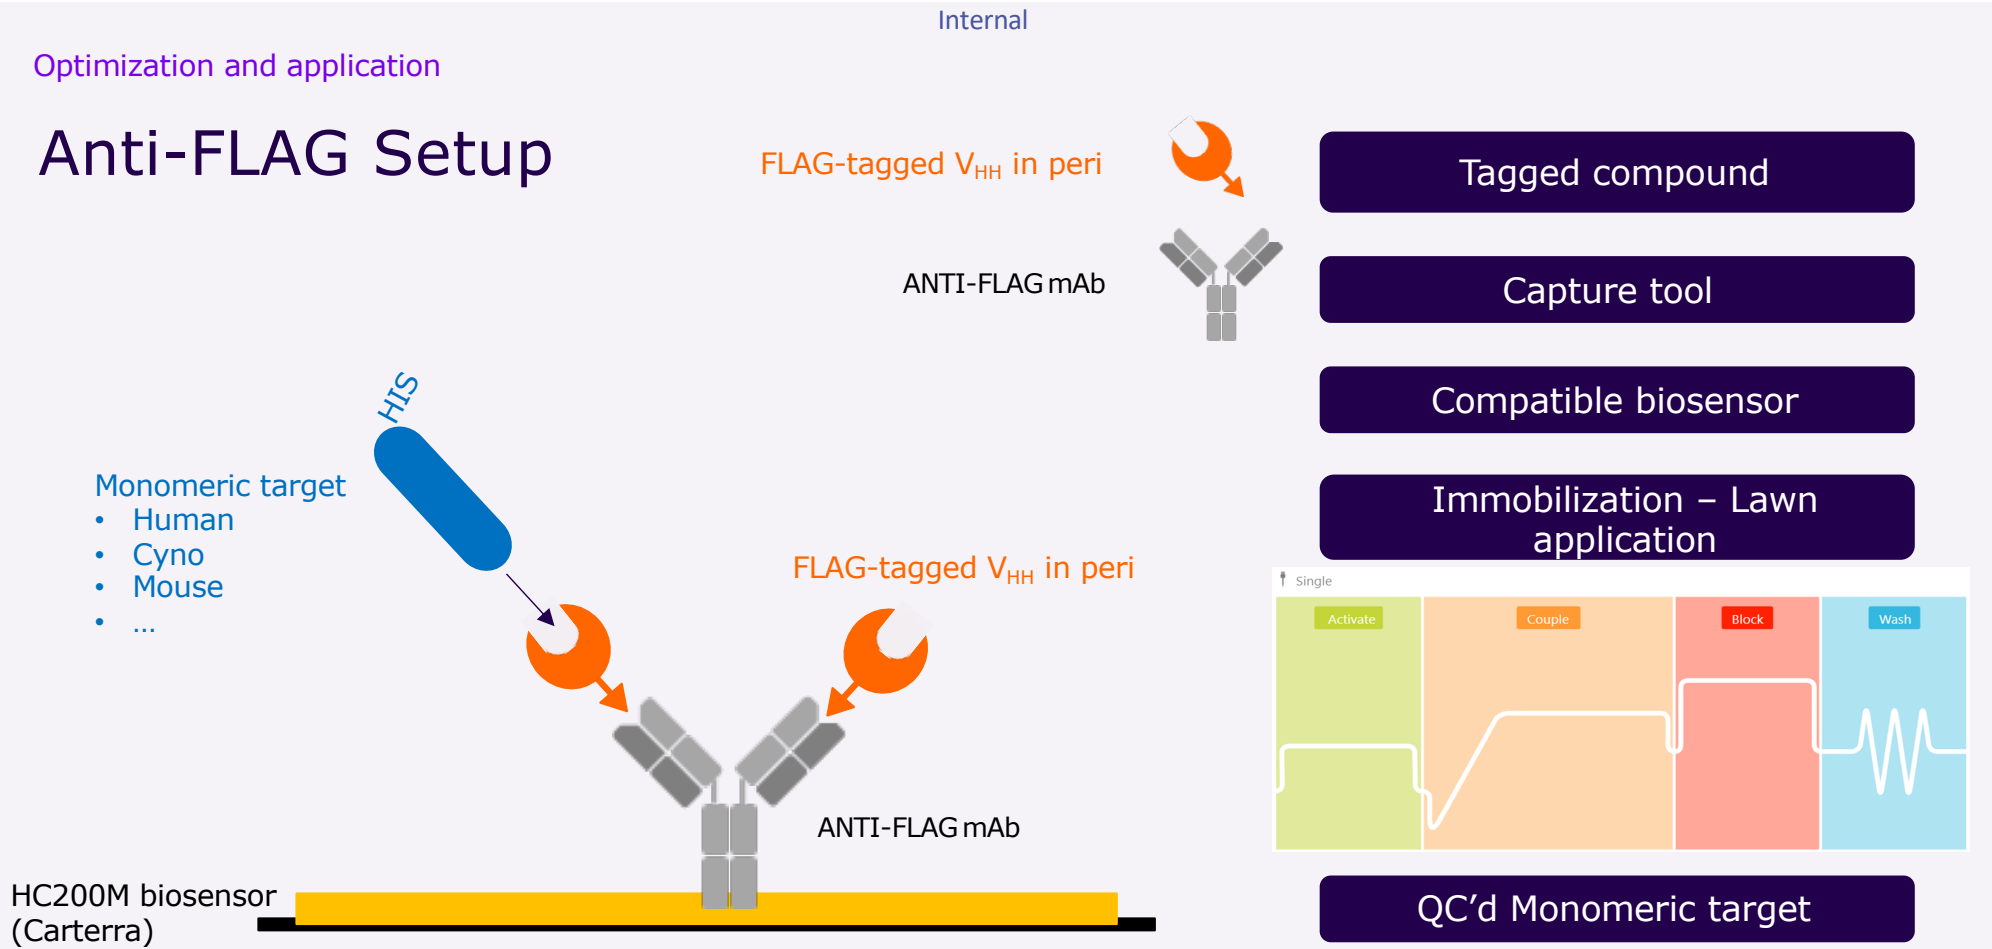 Internal
Optimization and application
Anti-FLAG Setup
FLAG-tagged VHH in peri
Tagged compound
ANTI-FLAG mAb
Capture tool
Compatible biosensor
HIS
Monomeric target
• Human
• Cyno
• Mouse
• ...
FLAG-tagged VHH in peri
Immobilization – Lawn
application
Single
Activate
Couple
Block
Wash
ANTI-FLAG mAb
HC200M biosensor
(Carterra)
QC’d Monomeric target